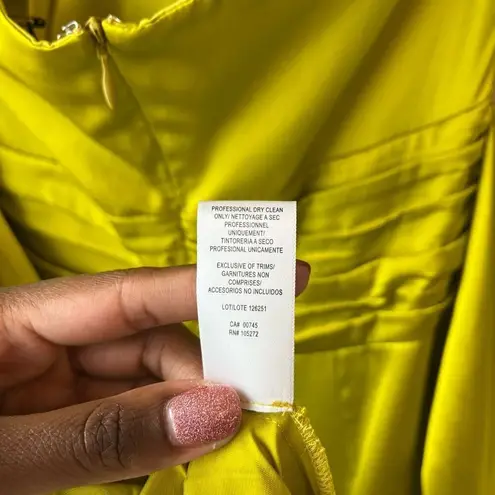 PROFESSIONAL DRY CLEAN
ONLY/ NETTOYAGE A SEC
PROFESSIONNEL
UNIQUEMENT/
TINTORERIA A SECO
PROFESIONAL UNICAMENTE
EXCLUSIVE OF TRIMS/
GARNITURES NON
COMPRISES/
ACCESORIOS NO INCLUIDOS
LOT/LOTE 126251
CA# 00745
RN# 105272